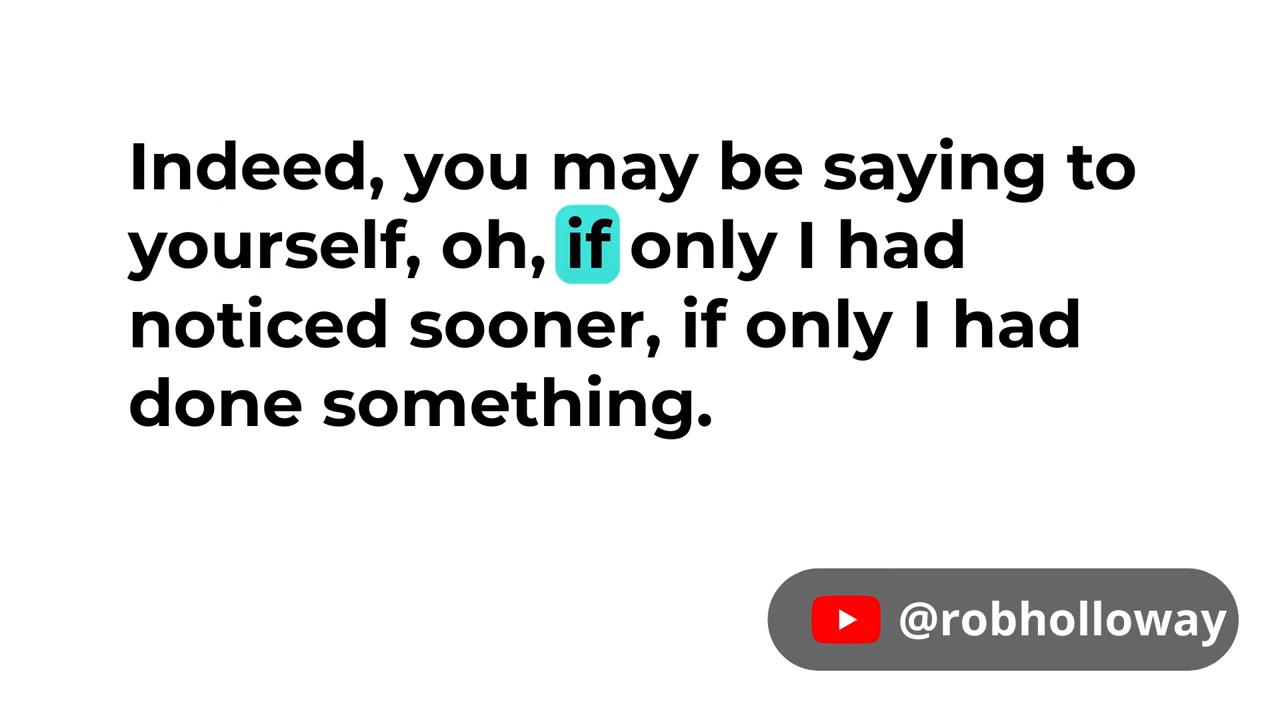 Indeed, you may be saying to
yourself, oh, if only I had
noticed sooner, if only I had
done something.
@robholloway